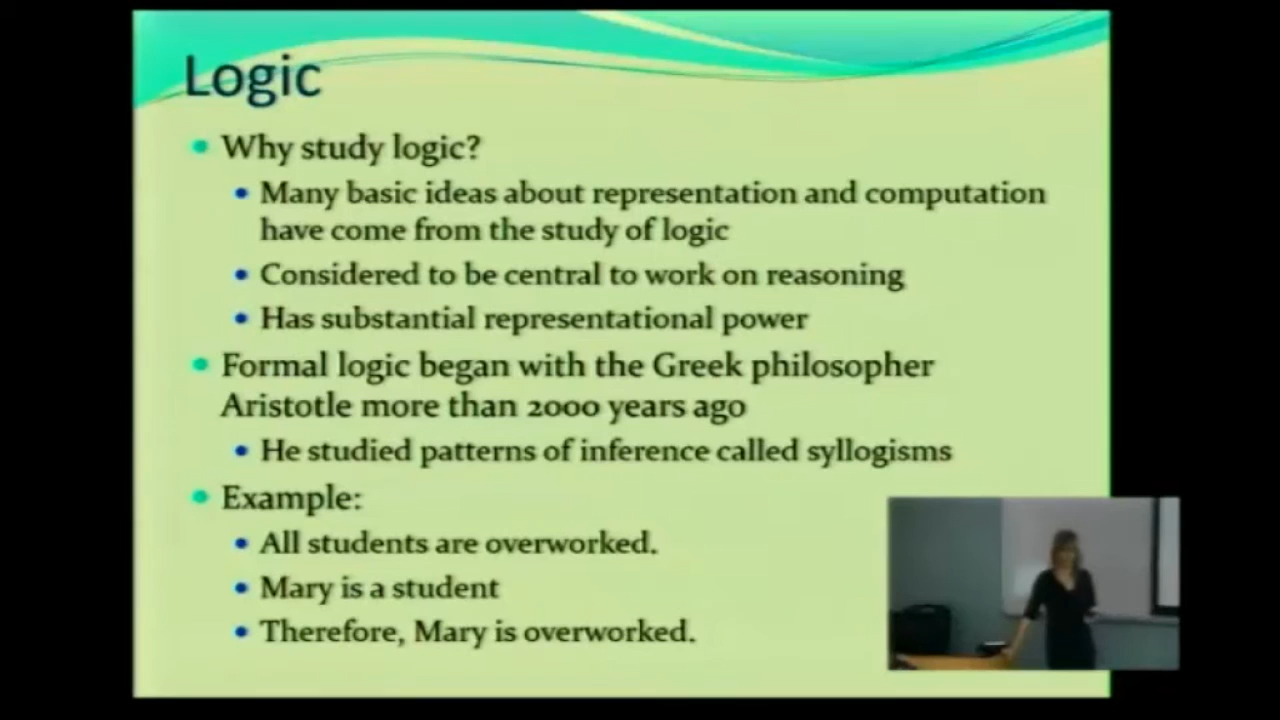 Logic
Why study logic?
Many basic ideas about representation and computation
have come from the study of logic
Considered to be central to work on reasoning
Has substantial representational power
Formal logic began with the Greek philosopher
Aristotle more than 2000 years ago
He studied patterns of inference called syllogisms
Example:
All students are overworked.
Mary is a student
Therefore, Mary is overworked.